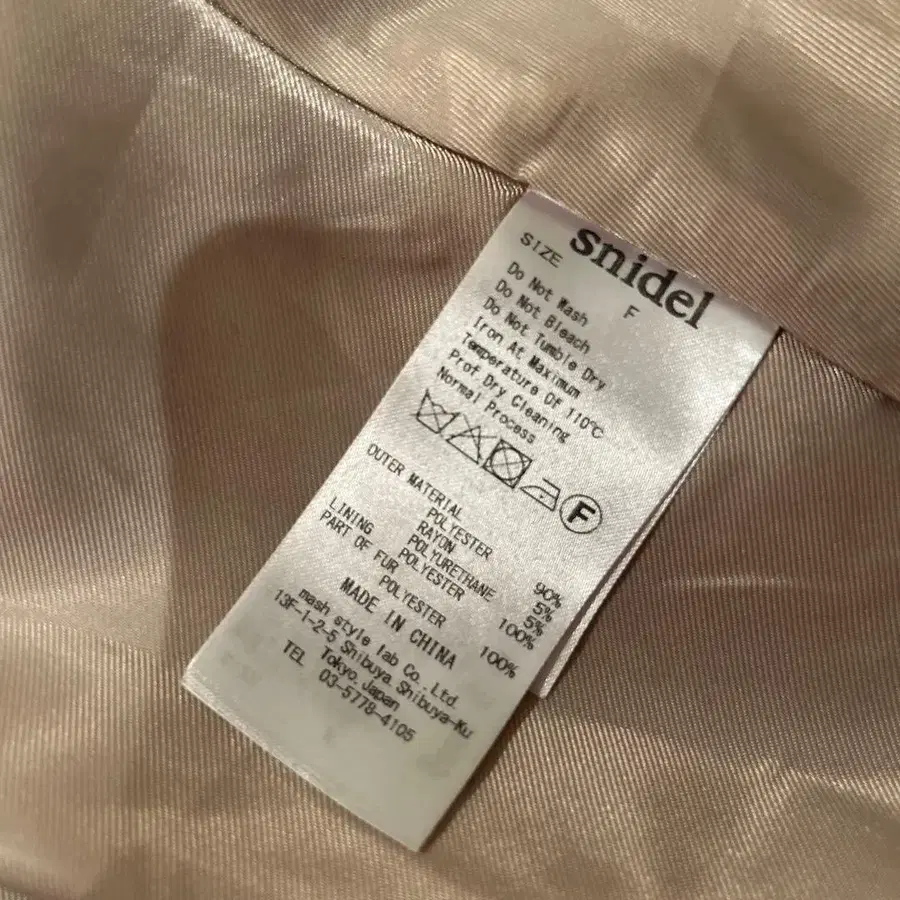 snidel
SIZE F
Do Not Wash
Do Not Bleach
Do Not Tumble Dry
Iron At Maximum
Temperature Of 110℃
Prof Dry Cleaning
Normal Process
F
OUTER MATERIAL
POLYESTER 90%
RAYON 5%
POLYURETHANE 5%
LINING POLYESTER 100%
PART OF FUR
POLYESTER 100%
MADE IN CHINA
mash style lab Co., Ltd.
13F-1-2-5 Shibuya.Shibuya-Ku
Tokyo.Japan
TEL 03-5778-4105